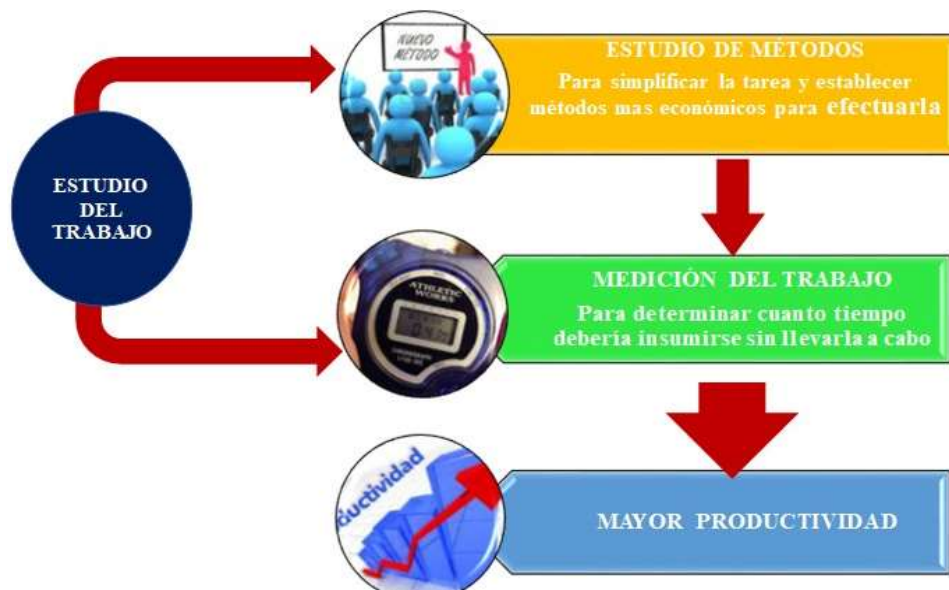 ESTUDIO
DEL
TRABAJO
NUEVO
MÉTODO
ESTUDIO DE MÉTODOS
Para simplificar la tarea y establecer
métodos mas económicos para efectuarla
ATHLETIC
WORKS
MEDICIÓN DEL TRABAJO
Para determinar cuanto tiempo
debería insumirse sin llevarla a cabo
ductividad
MAYOR PRODUCTIVIDAD